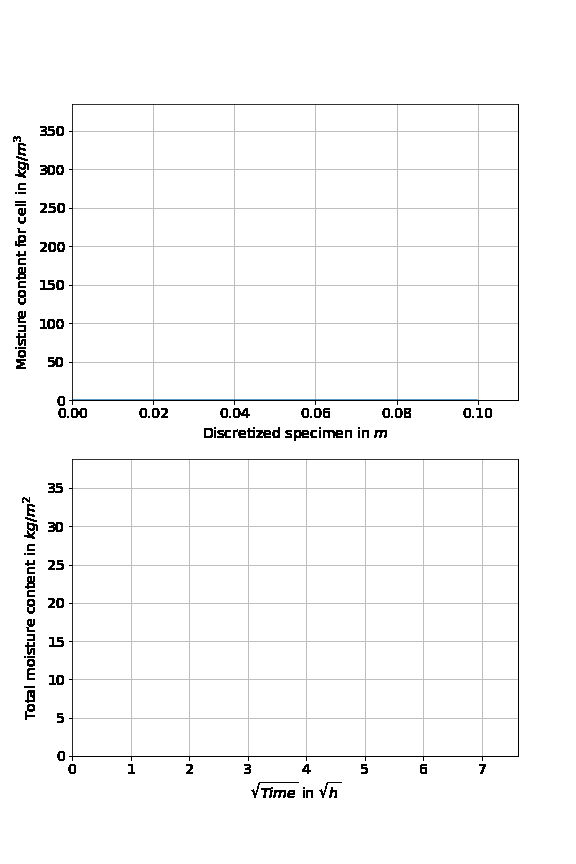 Moisture content for cell in kg/m³
350
300
250
200
150
100
50
0
0.00 0.02 0.04 0.06 0.08 0.10
Discretized specimen in m
Total moisture content in kg/m²
35
30
25
20
15
10
5
0
0 1 2 3 4 5 6 7
√Time in √h